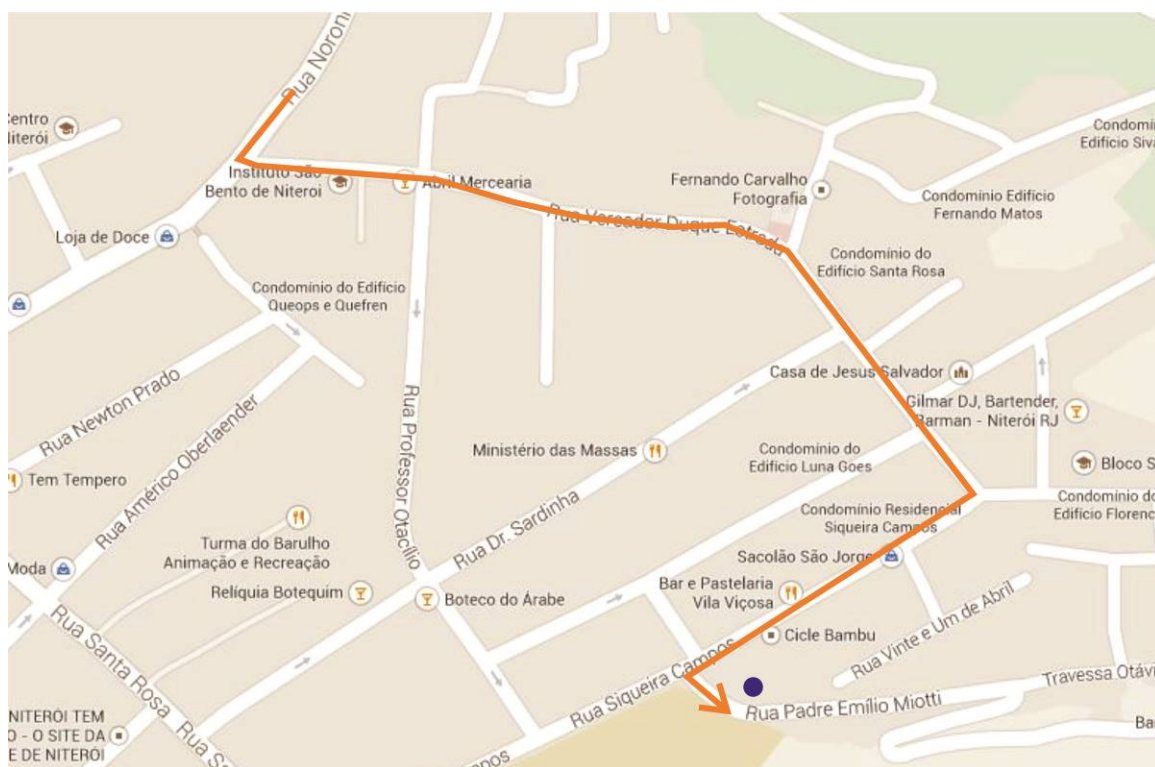 Rua Noronh
Centro
Niterói
Instituto São
Bento de Niteroi
Abril Mercearia
Fernando Carvalho
Fotografia
Condomí
Edifício Siva
Condomínio Edifício
Fernando Matos
Rua Vereador Duque Estrada
Loja de Doce
Condomínio do
Edifício Santa Rosa
Condomínio do Edifício
Queops e Quefren
Casa de Jesus Salvador
Gilmar DJ, Bartender,
Barman - Niterói RJ
Rua Newton Prado
Rua Américo Oberlaender
Rua Professor Otacílio
Ministério das Massas
Condomínio do
Edifício Luna Goes
Bloco S
Tem Tempero
Condomínio do
Edifício Florenc
Condomínio Residencial
Siqueira Campos
Turma do Barulho
Animação e Recreação
Rua Dr. Sardinha
Sacolão São Jorge
Moda
Relíquia Botequim
Boteco do Árabe
Bar e Pastelaria
Vila Viçosa
Cicle Bambu
Rua Vinte e Um de Abril
Rua Santa Rosa
Rua Siqueira Campos
Travessa Otávi
Rua Padre Emílio Miotti
NITERÓI TEM
O - O SITE DA
E DE NITERÓI
Rua S
ampos
Ba